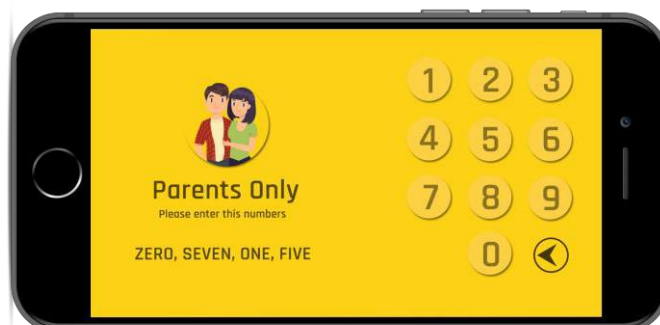 Parents Only
Please enter this numbers
ZERO, SEVEN, ONE, FIVE
1 2 3
4 5 6
7 8 9
0